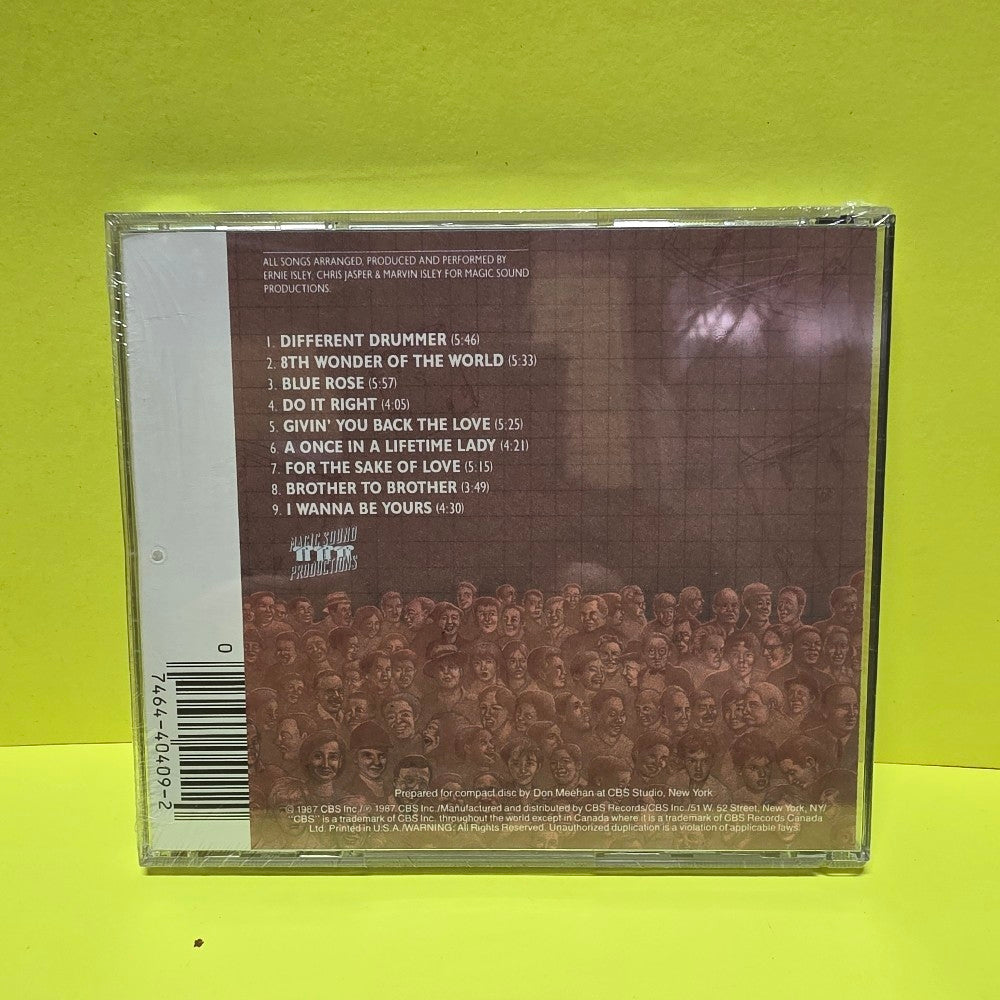 ALL SONGS ARRANGED, PRODUCED AND PERFORMED BY
ERNIE ISLEY, CHRIS JASPER & MARVIN ISLEY FOR MAGIC SOUND
PRODUCTIONS.
1. DIFFERENT DRUMMER (5:46)
2. 8TH WONDER OF THE WORLD (5:33)
3. BLUE ROSE (5:57)
4. DO IT RIGHT (4:05)
5. GIVIN' YOU BACK THE LOVE (5:25)
6. A ONCE IN A LIFETIME LADY (4:21)
7. FOR THE SAKE OF LOVE (5:15)
8. BROTHER TO BROTHER (3:49)
9. I WANNA BE YOURS (4:30)
MAGIC SOUND
PRODUCTIONS
0
7464-40409-2
Prepared for compact disc by Don Meehan at CBS Studio, New York
© 1987 CBS Inc./℗ 1987 CBS Inc./Manufactured and distributed by CBS Records/CBS Inc./51 W. 52 Street, New York, NY/
"CBS" is a trademark of CBS Inc. throughout the world except in Canada where it is a trademark of CBS Records Canada
Ltd. Printed in U.S.A./WARNING: All Rights Reserved. Unauthorized duplication is a violation of applicable laws.